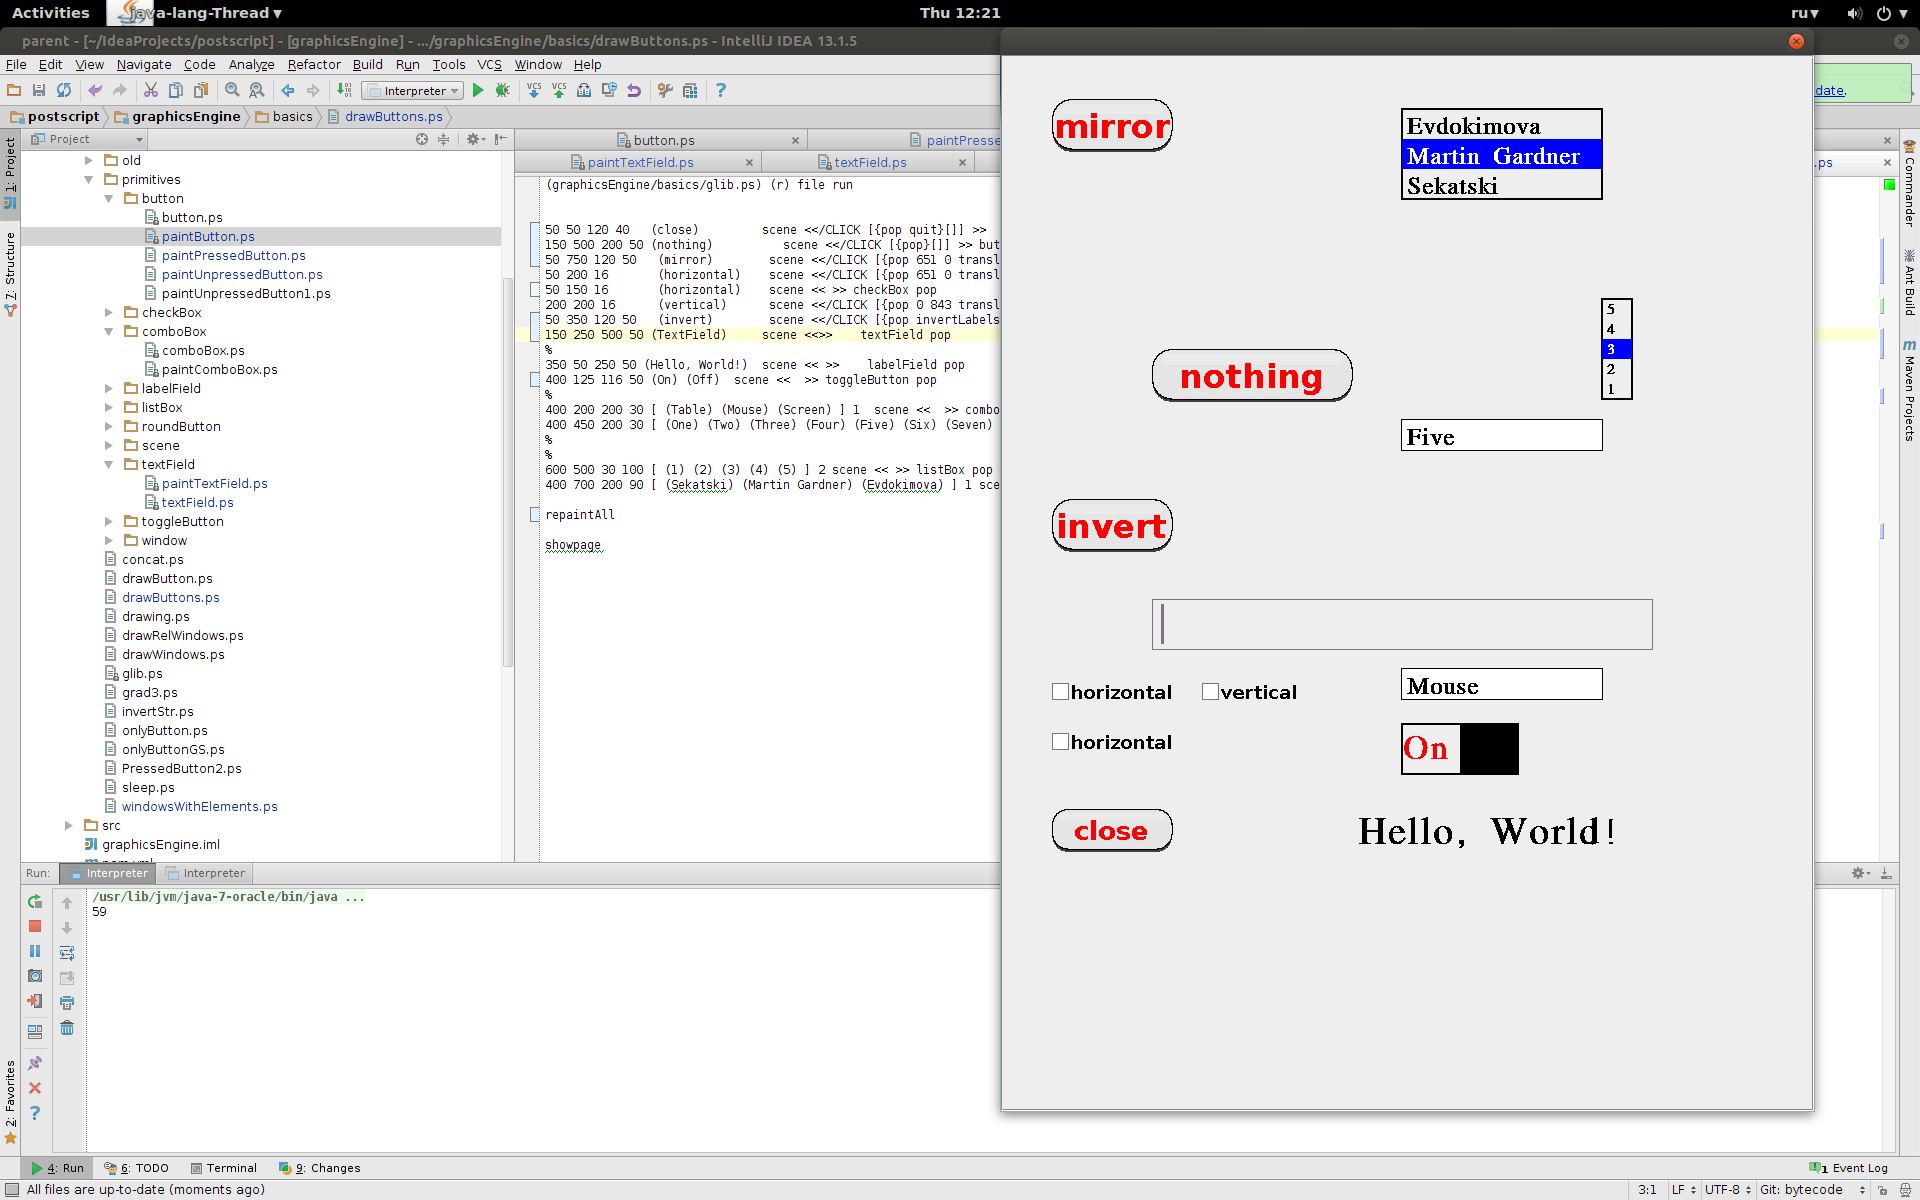 Activities
java-lang-Thread ▾
Thu 12:21
ru▾
parent - [~/IdeaProjects/postscript] - [graphicsEngine] - .../graphicsEngine/basics/drawButtons.ps - IntelliJ IDEA 13.1.5
File Edit View Navigate Code Analyze Refactor Build Run Tools VCS Window Help
Interpreter
date.
postscript graphicsEngine basics drawButtons.ps
Project
button.ps
paintPresse
paintTextField.ps
textField.ps
.ps
1: Project
7: Structure
2: Favorites
Commander
Ant Build
Maven Projects
old
primitives
button
button.ps
paintButton.ps
paintPressedButton.ps
paintUnpressedButton.ps
paintUnpressedButton1.ps
checkBox
comboBox
comboBox.ps
paintComboBox.ps
labelField
listBox
roundButton
scene
textField
paintTextField.ps
textField.ps
toggleButton
window
concat.ps
drawButton.ps
drawButtons.ps
drawing.ps
drawRelWindows.ps
drawWindows.ps
glib.ps
grad3.ps
invertStr.ps
onlyButton.ps
onlyButtonGS.ps
PressedButton2.ps
sleep.ps
windowsWithElements.ps
src
graphicsEngine.iml
(graphicsEngine/basics/glib.ps) (r) file run
50 50 120 40 (close) scene <</CLICK [{pop quit}[]] >>
150 500 200 50 (nothing) scene <</CLICK [{pop}[]] >> but
50 750 120 50 (mirror) scene <</CLICK [{pop 651 0 transl
50 200 16 (horizontal) scene <</CLICK [{pop 651 0 transl
50 150 16 (horizontal) scene << >> checkBox pop
200 200 16 (vertical) scene <</CLICK [{pop 0 843 transl
50 350 120 50 (invert) scene <</CLICK [{pop invertLabels
150 250 500 50 (TextField) scene <<>> textField pop
%
350 50 250 50 (Hello, World!) scene << >> labelField pop
400 125 116 50 (On) (Off) scene << >> toggleButton pop
%
400 200 200 30 [ (Table) (Mouse) (Screen) ] 1 scene << >> combo
400 450 200 30 [ (One) (Two) (Three) (Four) (Five) (Six) (Seven)
%
%
600 500 30 100 [ (1) (2) (3) (4) (5) ] 2 scene << >> listBox pop
400 700 200 90 [ (Sekatski) (Martin Gardner) (Evdokimova) ] 1 sce
repaintAll
showpage
mirror
Evdokimova
Martin Gardner
Sekatski
5
4
3
2
1
nothing
Five
invert
horizontal
vertical
Mouse
horizontal
On
close
Hello, World!
Run: Interpreter Interpreter
/usr/lib/jvm/java-7-oracle/bin/java ...
59
4: Run 6: TODO Terminal 9: Changes
1 Event Log
All files are up-to-date (moments ago)
3:1 LF UTF-8 Git: bytecode